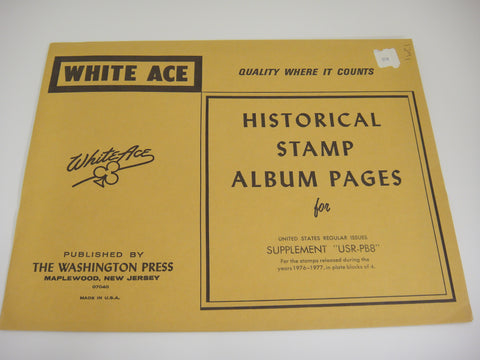 WHITE ACE
QUALITY WHERE IT COUNTS
White Ace
PUBLISHED BY
THE WASHINGTON PRESS
MAPLEWOOD, NEW JERSEY
07040
MADE IN U.S.A.
HISTORICAL
STAMP
ALBUM PAGES
for
UNITED STATES REGULAR ISSUES
SUPPLEMENT "USR-PB8"
For the stamps released during the
years 1976-1977, in plate blocks of 4.